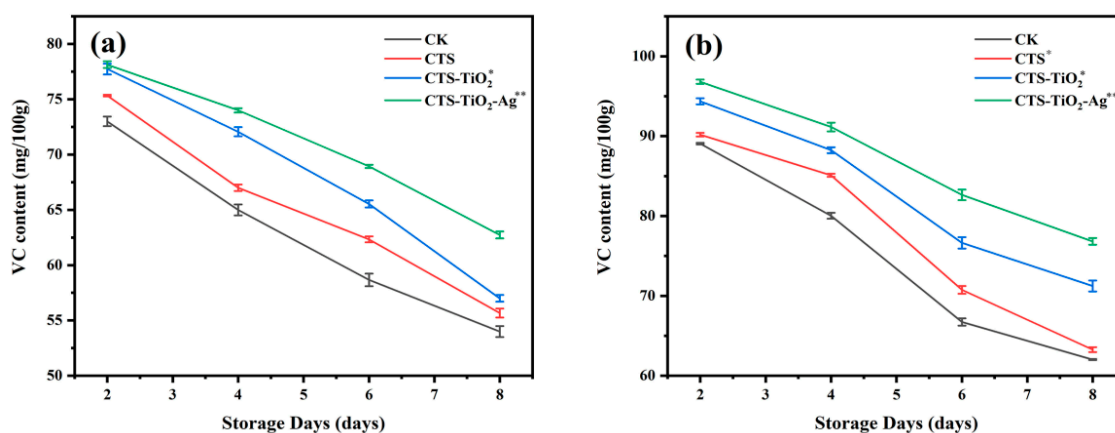 (a)
CK
CTS
CTS-TiO₂*
CTS-TiO₂-Ag**
VC content (mg/100g)
80
75
70
65
60
55
50
2 3 4 5 6 7 8
Storage Days (days)
(b)
CK
CTS*
CTS-TiO₂*
CTS-TiO₂-Ag**
VC content (mg/100g)
100
90
80
70
60
2 3 4 5 6 7 8
Storage Days (days)